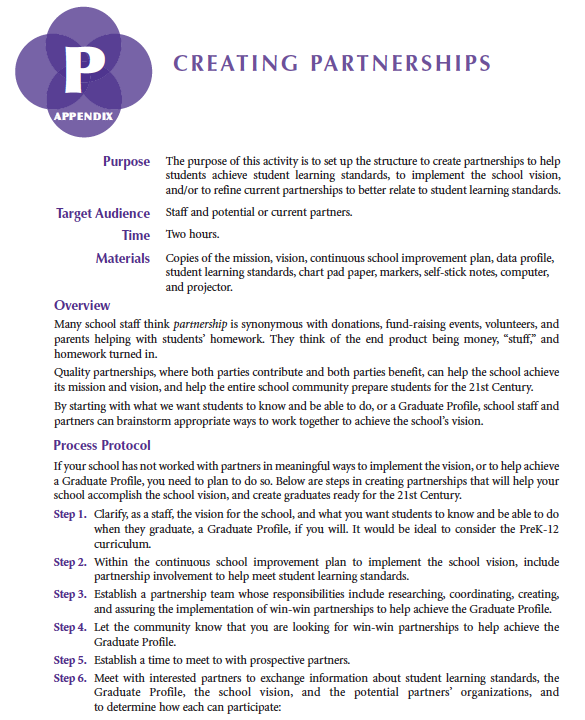 P
APPENDIX
CREATING PARTNERSHIPS
Purpose The purpose of this activity is to set up the structure to create partnerships to help
students achieve student learning standards, to implement the school vision,
and/or to refine current partnerships to better relate to student learning standards.
Target Audience Staff and potential or current partners.
Time Two hours.
Materials Copies of the mission, vision, continuous school improvement plan, data profile,
student learning standards, chart pad paper, markers, self-stick notes, computer,
and projector.
Overview
Many school staff think partnership is synonymous with donations, fund-raising events, volunteers, and
parents helping with students’ homework. They think of the end product being money, “stuff,” and
homework turned in.
Quality partnerships, where both parties contribute and both parties benefit, can help the school achieve
its mission and vision, and help the entire school community prepare students for the 21st Century.
By starting with what we want students to know and be able to do, or a Graduate Profile, school staff and
partners can brainstorm appropriate ways to work together to achieve the school’s vision.
Process Protocol
If your school has not worked with partners in meaningful ways to implement the vision, or to help achieve
a Graduate Profile, you need to plan to do so. Below are steps in creating partnerships that will help your
school accomplish the school vision, and create graduates ready for the 21st Century.
Step 1. Clarify, as a staff, the vision for the school, and what you want students to know and be able to do
when they graduate, a Graduate Profile, if you will. It would be ideal to consider the PreK-12
curriculum.
Step 2. Within the continuous school improvement plan to implement the school vision, include
partnership involvement to help meet student learning standards.
Step 3. Establish a partnership team whose responsibilities include researching, coordinating, creating,
and assuring the implementation of win-win partnerships to help achieve the Graduate Profile.
Step 4. Let the community know that you are looking for win-win partnerships to help achieve the
Graduate Profile.
Step 5. Establish a time to meet to with prospective partners.
Step 6. Meet with interested partners to exchange information about student learning standards, the
Graduate Profile, the school vision, and the potential partners’ organizations, and
to determine how each can participate: